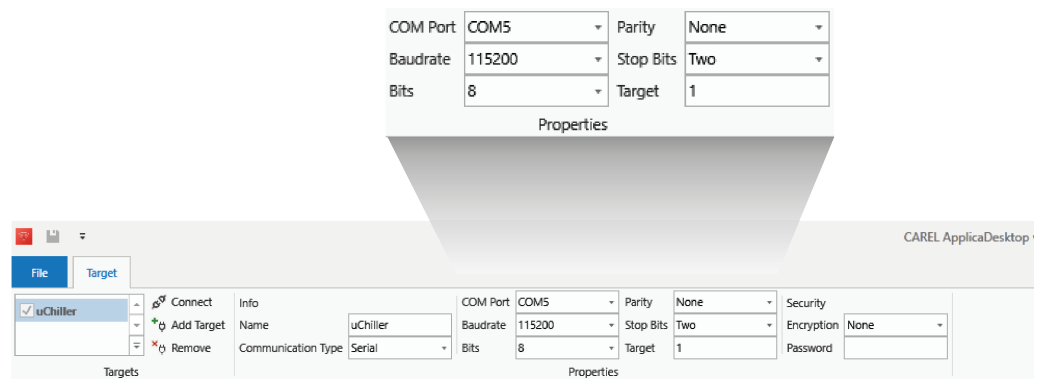 COM Port COM5 Parity None
Baudrate 115200 Stop Bits Two
Bits 8 Target 1
Properties
CAREL ApplicaDesktop
File Target
uChiller Connect Info COM Port COM5 Parity None Security
Add Target Name uChiller Baudrate 115200 Stop Bits Two Encryption None
Remove Communication Type Serial Bits 8 Target 1 Password
Targets Properties